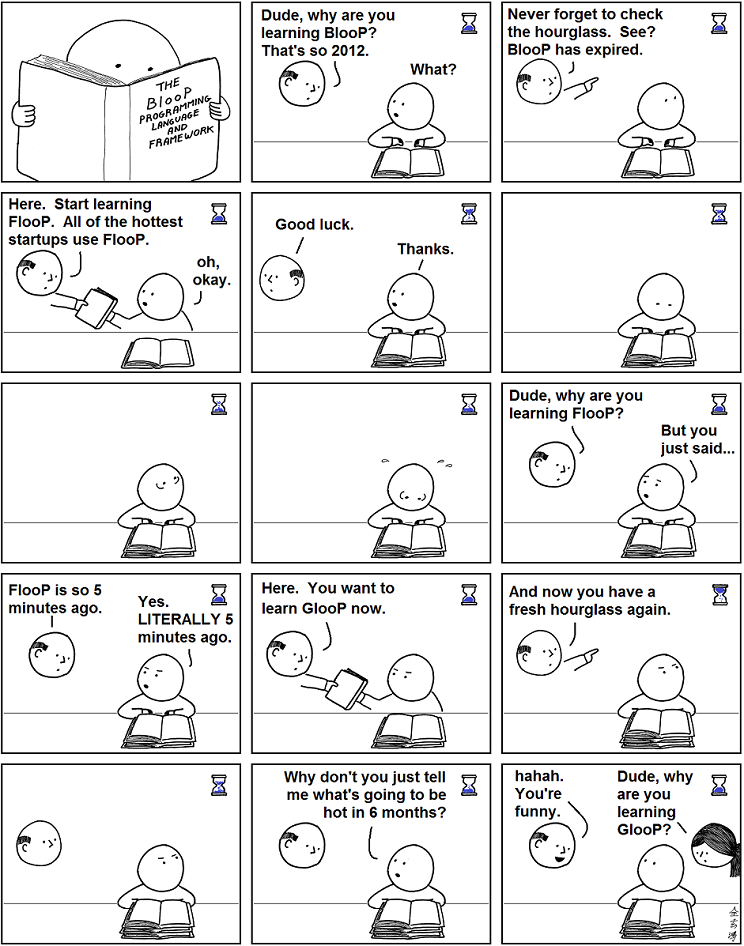 THE
BlooP
PROGRAMMING
LANGUAGE
AND
FRAMEWORK
Dude, why are you
learning BlooP?
That's so 2012.
What?
Never forget to check
the hourglass.  See?
BlooP has expired.
Here.  Start learning
FlooP.  All of the hottest
startups use FlooP.
oh,
okay.
Good luck.
Thanks.
Dude, why are you
learning FlooP?
But you
just said...
FlooP is so 5
minutes ago.
Yes.
LITERALLY 5
minutes ago.
Here.  You want to
learn GlooP now.
And now you have a
fresh hourglass again.
Why don't you just tell
me what's going to be
hot in 6 months?
hahah.
You're
funny.
Dude, why
are you
learning
GlooP?